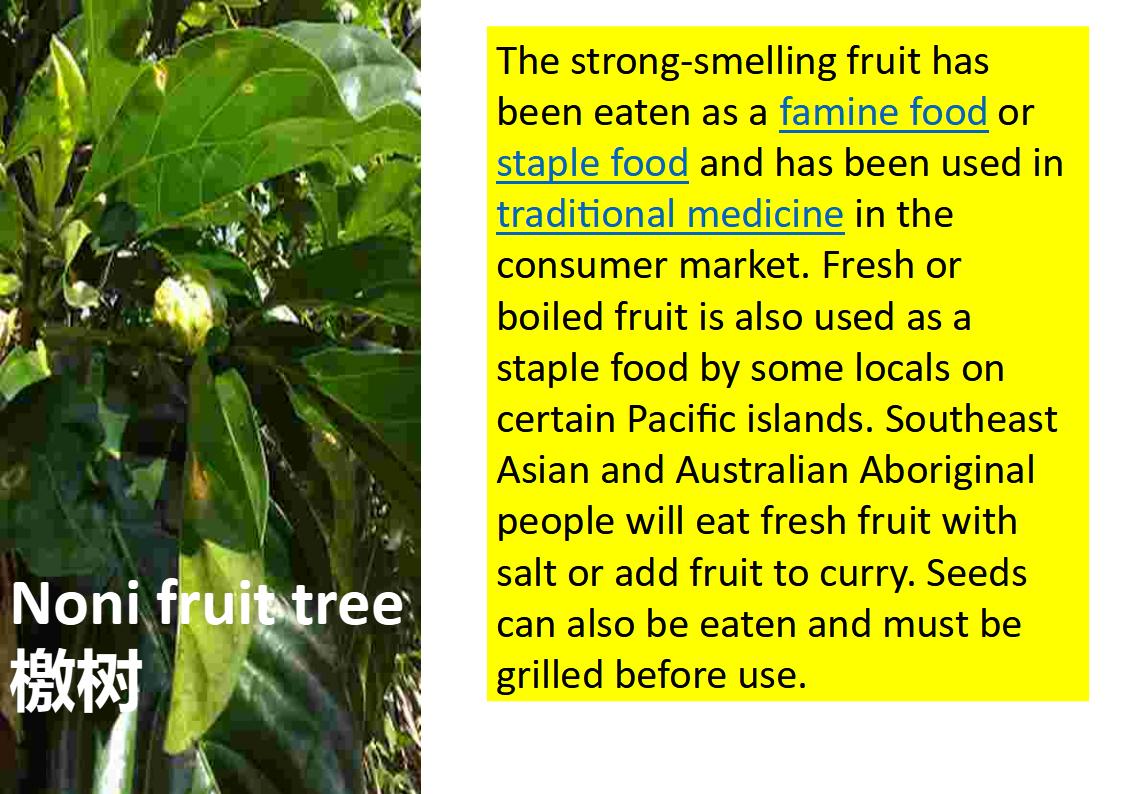 Noni fruit tree
檄树
The strong-smelling fruit has
been eaten as a famine food or
staple food and has been used in
traditional medicine in the
consumer market. Fresh or
boiled fruit is also used as a
staple food by some locals on
certain Pacific islands. Southeast
Asian and Australian Aboriginal
people will eat fresh fruit with
salt or add fruit to curry. Seeds
can also be eaten and must be
grilled before use.